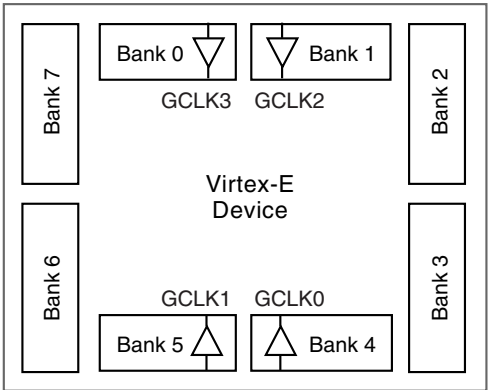 Bank 0
Bank 1
GCLK3
GCLK2
Bank 7
Bank 2
Virtex-E
Device
Bank 6
Bank 3
GCLK1
GCLK0
Bank 5
Bank 4